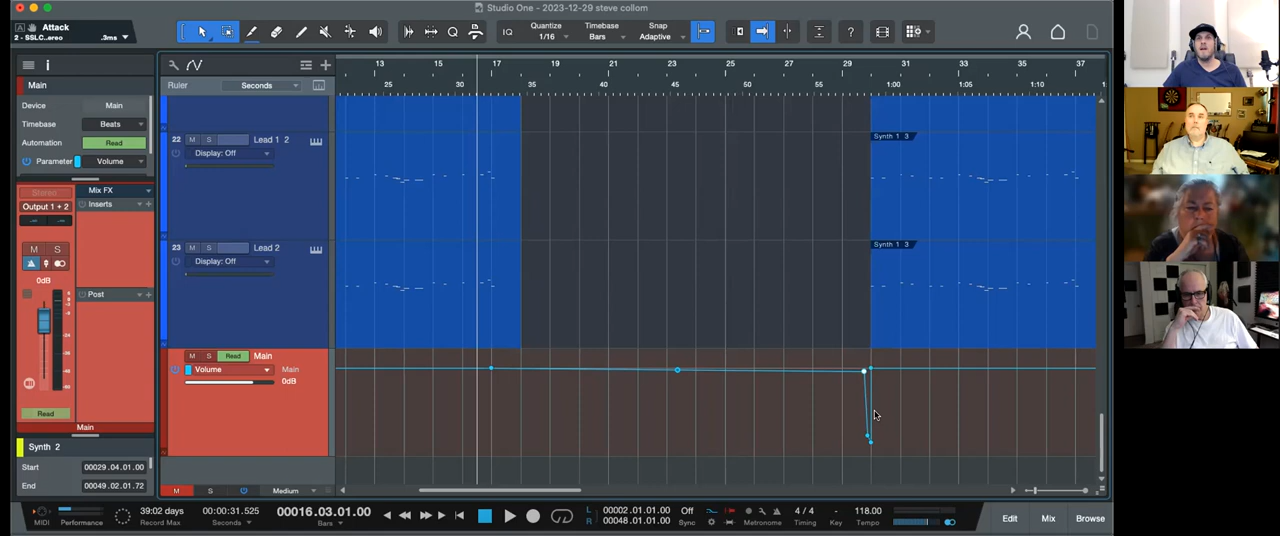 Studio One - 2023-12-29 steve collom
Attack
2 - SSLC...ereo
.3ms
Quantize
1/16
Timebase
Bars
Snap
Adaptive
IQ
?
i
Main
Device Main
Timebase Beats
Automation Read
Parameter Volume
Ruler Seconds
13 15 17 19 21 23 25 27 29 31 33 35 37
25 30 35 40 45 50 55 1:00 1:05 1:10
22 M S Lead 1 2
Display: Off
Synth 1 3
23 M S Lead 2
Display: Off
Synth 1 3
Stereo
Output 1 + 2
M S
0dB
Read
Main
Mix FX
Inserts
Post
M S Read Main
Volume Main
0dB
Synth 2
Start 00029.04.01.00
End 00049.02.01.72
M S Medium
MIDI
Performance
39:02 days
Record Max
00:00:31.525
Seconds
00016.03.01.00
Bars
L 00002.01.01.00
R 00048.01.01.00
Off
Sync
Metronome
4 / 4
Timing
-
Key
118.00
Tempo
Edit Mix Browse